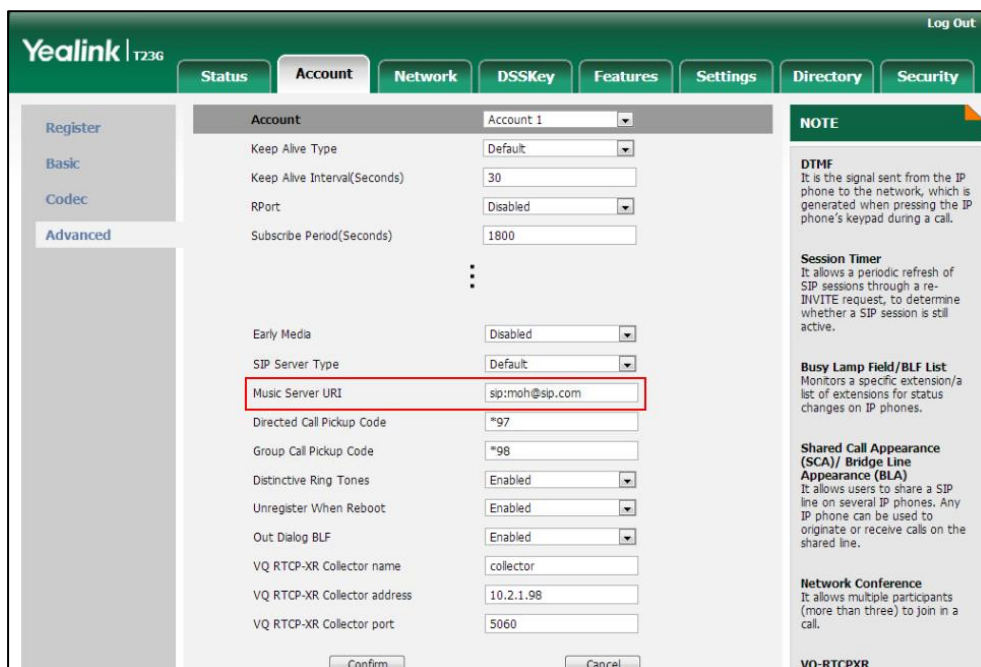 Log Out
Yealink T23G
Status Account Network DSSKey Features Settings Directory Security
Register
Basic
Codec
Advanced
Account Account 1
Keep Alive Type Default
Keep Alive Interval(Seconds) 30
RPort Disabled
Subscribe Period(Seconds) 1800
Early Media Disabled
SIP Server Type Default
Music Server URI sip:moh@sip.com
Directed Call Pickup Code *97
Group Call Pickup Code *98
Distinctive Ring Tones Enabled
Unregister When Reboot Enabled
Out Dialog BLF Enabled
VQ RTCP-XR Collector name collector
VQ RTCP-XR Collector address 10.2.1.98
VQ RTCP-XR Collector port 5060
Confirm Cancel
NOTE
DTMF
It is the signal sent from the IP
phone to the network, which is
generated when pressing the IP
phone's keypad during a call.
Session Timer
It allows a periodic refresh of
SIP sessions through a re-
INVITE request, to determine
whether a SIP session is still
active.
Busy Lamp Field/BLF List
Monitors a specific extension/a
list of extensions for status
changes on IP phones.
Shared Call Appearance
(SCA)/ Bridge Line
Appearance (BLA)
It allows users to share a SIP
line on several IP phones. Any
IP phone can be used to
originate or receive calls on the
shared line.
Network Conference
It allows multiple participants
(more than three) to join in a
call.
VQ-RTCPXR